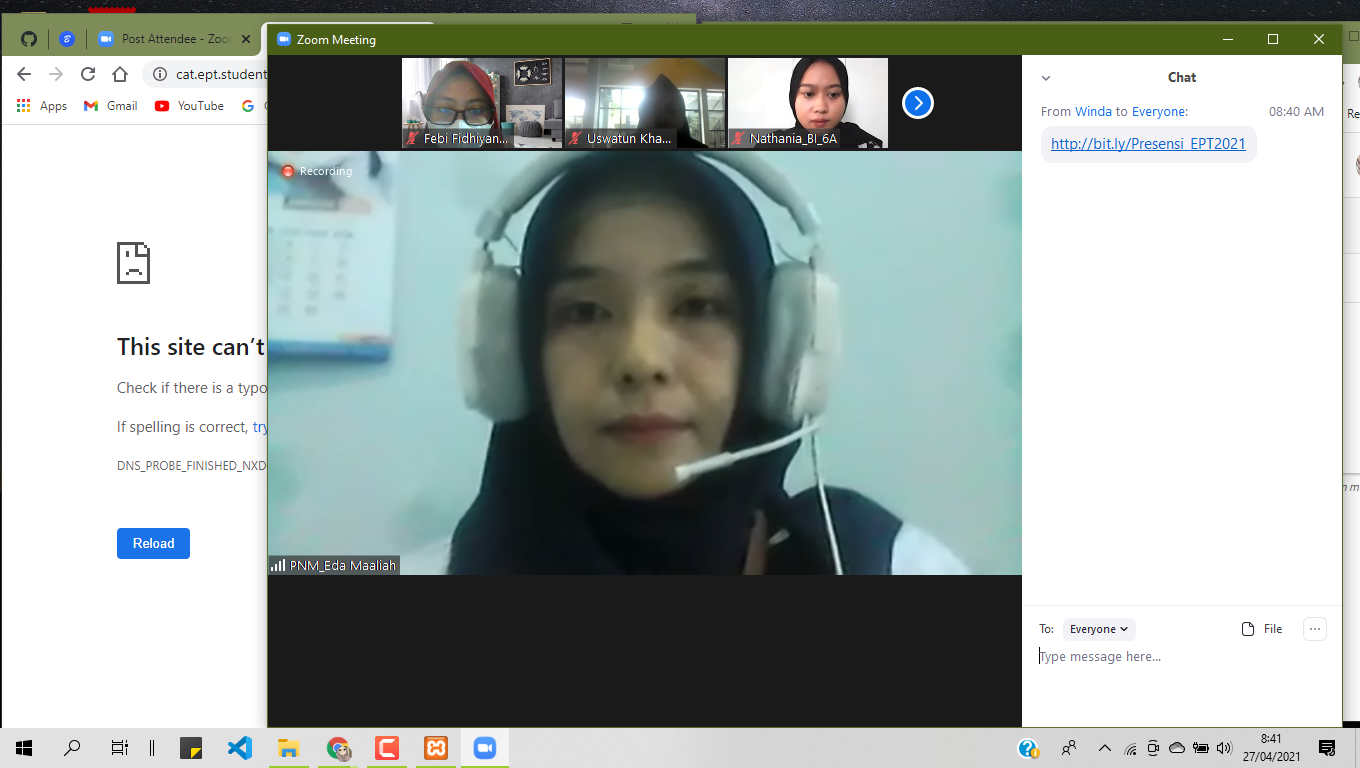 Post Attendee - Zoo
cat.ept.student
Apps
Gmail
YouTube
This site can't
Check if there is a typo
If spelling is correct, try
DNS_PROBE_FINISHED_NXD
Reload
Zoom Meeting
Febi Fidhiyan...
Uswatun Kha...
Nathania_BI_6A
Recording
PNM_Eda Maaliah
Chat
From Winda to Everyone:
08:40 AM
http://bit.ly/Presensi_EPT2021
To:
Everyone
File
Type message here...
Re
8:41
27/04/2021